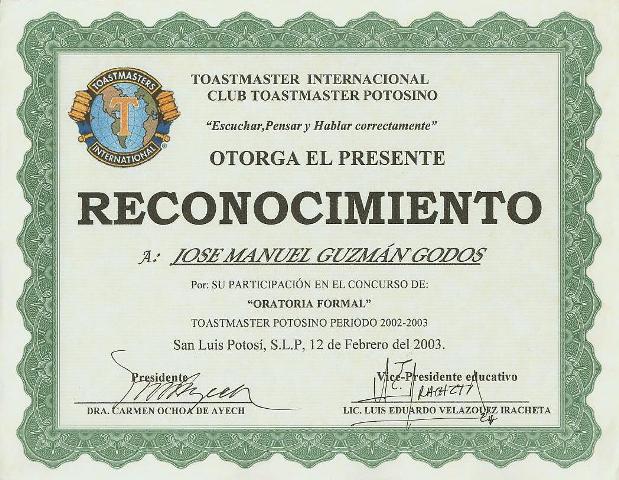 TOASTMASTERS
T
INTERNATIONAL
TOASTMASTER INTERNACIONAL
CLUB TOASTMASTER POTOSINO
"Escuchar,Pensar y Hablar correctamente"
OTORGA EL PRESENTE
RECONOCIMIENTO
A: JOSE MANUEL GUZMÁN GODOS
Por: SU PARTICIPACIÓN EN EL CONCURSO DE:
"ORATORIA FORMAL"
TOASTMASTER POTOSINO PERIODO 2002-2003
San Luis Potosí, S.L.P, 12 de Febrero del 2003.
Presidente Vice-Presidente educativo
DRA. CARMEN OCHOA DE AYECH LIC. LUIS EDUARDO VELAZQUEZ IRACHETA